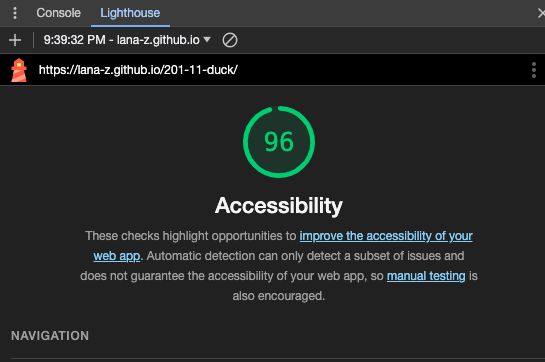 Console Lighthouse
9:39:32 PM - lana-z.github.io
https://lana-z.github.io/201-11-duck/
96
Accessibility
These checks highlight opportunities to improve the accessibility of your
web app. Automatic detection can only detect a subset of issues and
does not guarantee the accessibility of your web app, so manual testing is
also encouraged.
NAVIGATION